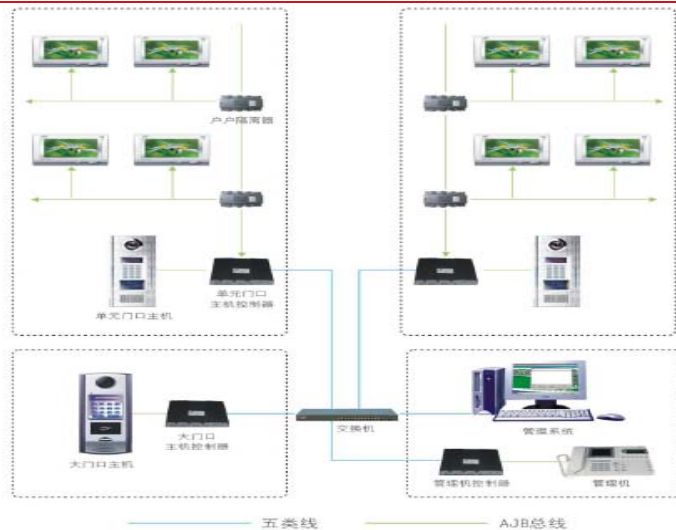 户户隔离器
单元门口
主机控制器
单元门口主机
大门口
主机控制器
大门口主机
交换机
管理系统
管理机控制器
管理机
五类线
AJB总线